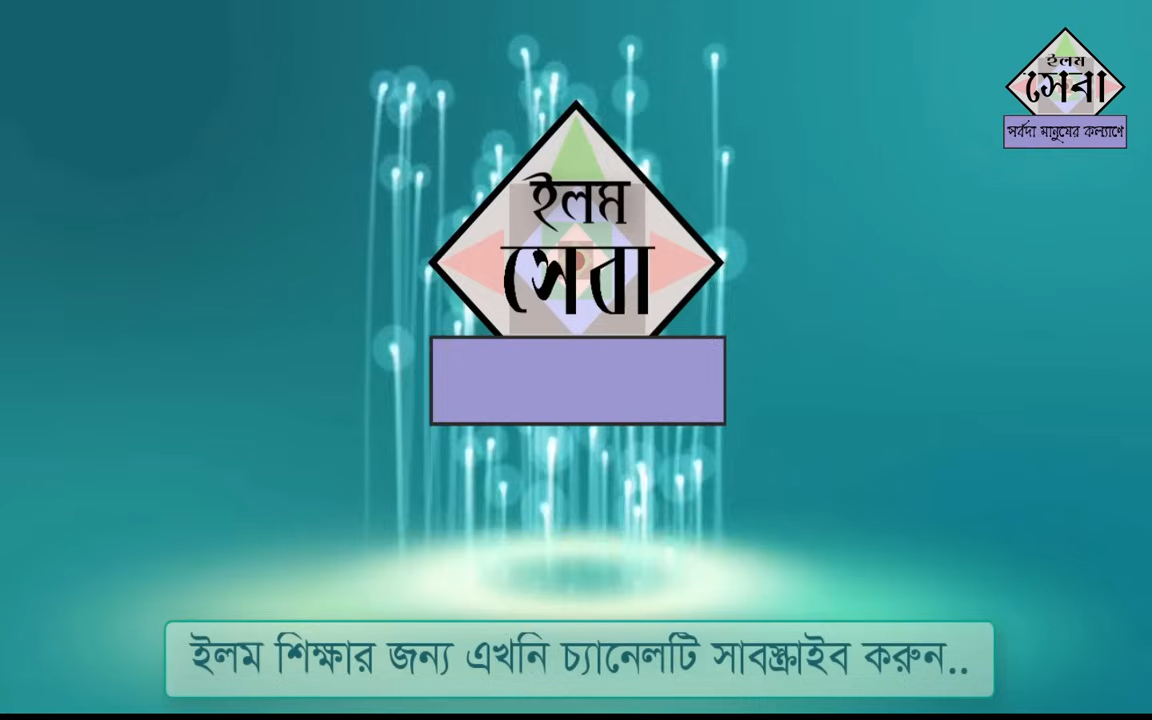 ইলম
সেবা
সর্বদা মানুষের কল্যাণে
ইলম
সেবা
ইলম শিক্ষার জন্য এখনি চ্যানেলটি সাবস্ক্রাইব করুন..